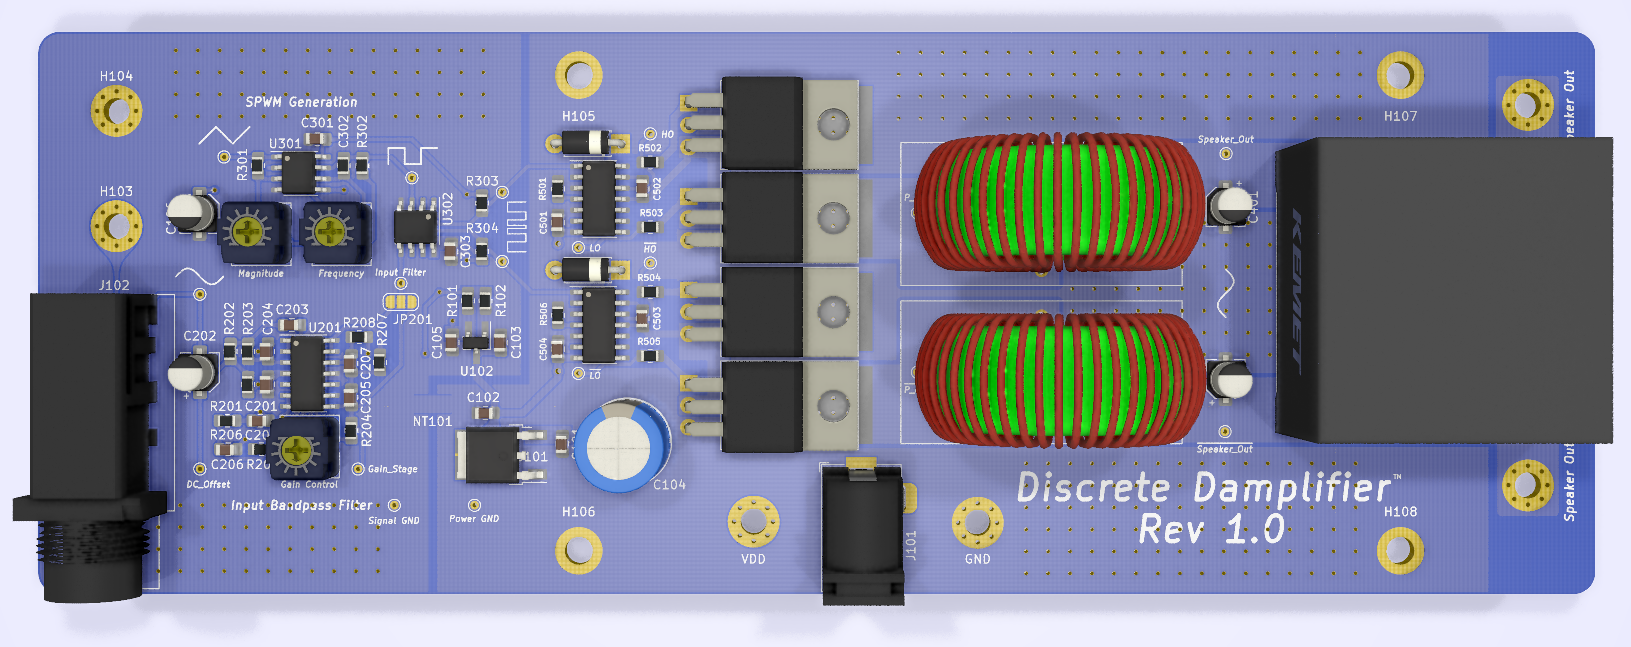 H104
H103
SPWM Generation
C301
C302
R302
U301
R301
Magnitude
Frequency
Input Filter
JP201
U302
R303
R304
C303
H105
HO
R502
R501
C502
C501
R503
LO
HO
R504
R506
C503
C504
R505
LO
J102
C202
R202
R203
C204
C203
U201
R208
R207
C207
C205
R204
R201
C201
R206
C206
DC_Offset
Gain Control
Gain_Stage
Input Bandpass Filter
Signal GND
R101
R102
C105
C103
U102
C102
NT101
Power GND
C104
H106
VDD
J101
GND
Speaker_Out
Speaker_Out
KEMET
H107
Speaker Out
Discrete Damplifier™
Rev 1.0
H108